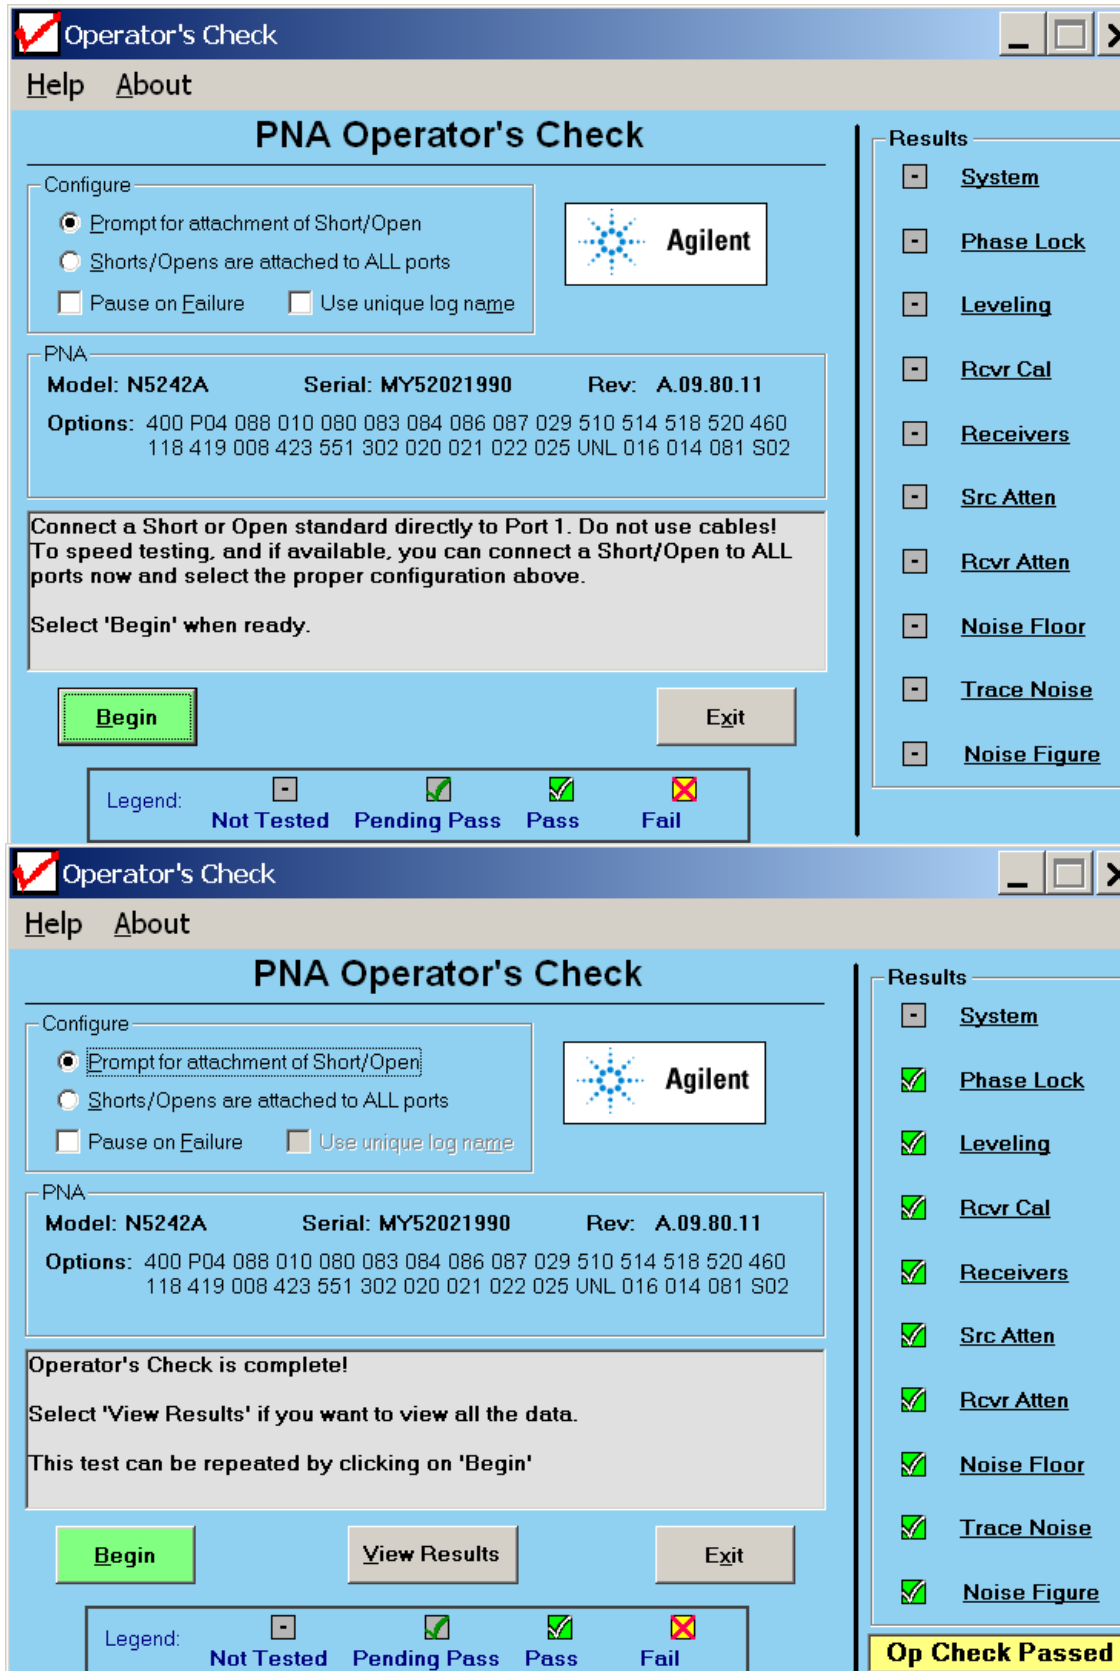 Operator's Check
Help About
PNA Operator's Check
Configure
Prompt for attachment of Short/Open
Shorts/Opens are attached to ALL ports
Pause on Failure Use unique log name
Agilent
PNA
Model: N5242A Serial: MY52021990 Rev: A.09.80.11
Options: 400 P04 088 010 080 083 084 086 087 029 510 514 518 520 460
118 419 008 423 551 302 020 021 022 025 UNL 016 014 081 S02
Connect a Short or Open standard directly to Port 1. Do not use cables!
To speed testing, and if available, you can connect a Short/Open to ALL
ports now and select the proper configuration above.
Select 'Begin' when ready.
Begin Exit
Legend:
Not Tested Pending Pass Pass Fail
Results
System
Phase Lock
Leveling
Rcvr Cal
Receivers
Src Atten
Rcvr Atten
Noise Floor
Trace Noise
Noise Figure
Operator's Check
Help About
PNA Operator's Check
Configure
Prompt for attachment of Short/Open
Shorts/Opens are attached to ALL ports
Pause on Failure Use unique log name
Agilent
PNA
Model: N5242A Serial: MY52021990 Rev: A.09.80.11
Options: 400 P04 088 010 080 083 084 086 087 029 510 514 518 520 460
118 419 008 423 551 302 020 021 022 025 UNL 016 014 081 S02
Operator's Check is complete!
Select 'View Results' if you want to view all the data.
This test can be repeated by clicking on 'Begin'
Begin View Results Exit
Legend:
Not Tested Pending Pass Pass Fail
Results
System
Phase Lock
Leveling
Rcvr Cal
Receivers
Src Atten
Rcvr Atten
Noise Floor
Trace Noise
Noise Figure
Op Check Passed